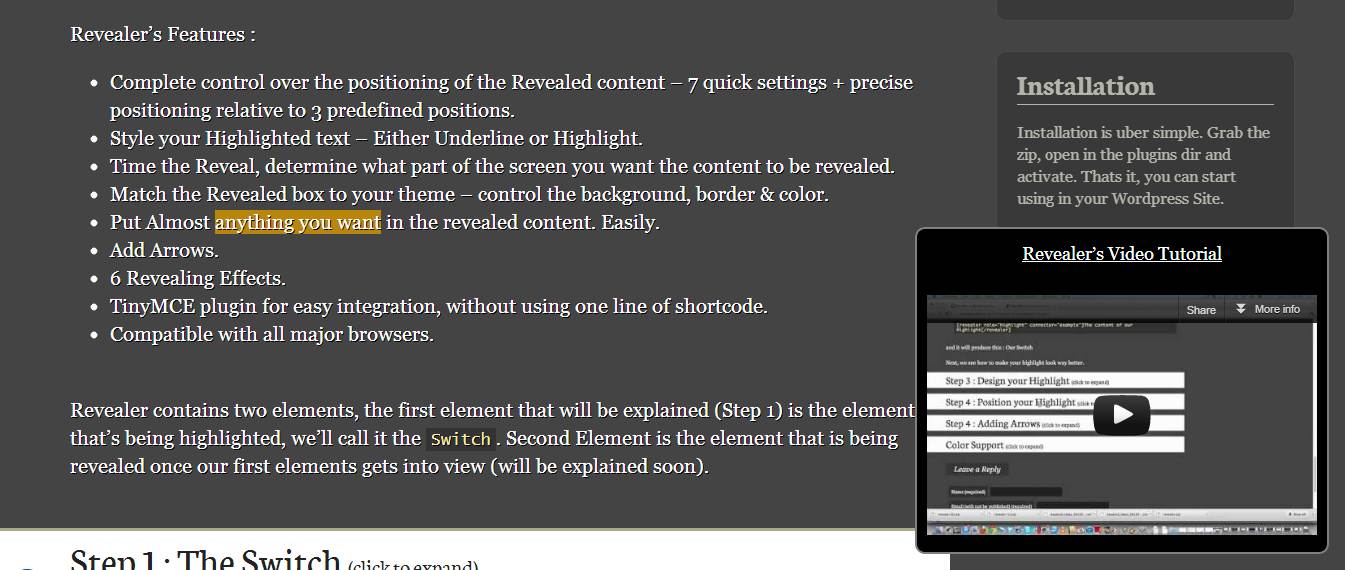 Revealer's Features :
Complete control over the positioning of the Revealed content – 7 quick settings + precise
positioning relative to 3 predefined positions.
Style your Highlighted text – Either Underline or Highlight.
Time the Reveal, determine what part of the screen you want the content to be revealed.
Match the Revealed box to your theme – control the background, border & color.
Put Almost anything you want in the revealed content. Easily.
Add Arrows.
6 Revealing Effects.
TinyMCE plugin for easy integration, without using one line of shortcode.
Compatible with all major browsers.
Revealer contains two elements, the first element that will be explained (Step 1) is the element
that's being highlighted, we'll call it the Switch. Second Element is the element that is being
revealed once our first elements gets into view (will be explained soon).
Step 1 : The Switch (click to expand)
Installation
Installation is uber simple. Grab the
zip, open in the plugins dir and
activate. Thats it, you can start
using in your Wordpress Site.
Revealer's Video Tutorial
Share More info
[revealer role="highlight" connector="example"]The content of our
Highlight[/revealer]
and it will produce this : Our Switch
Next, we see how to make your highlight look way better.
Step 3 : Design your Highlight (click to expand)
Step 4 : Position your Highlight (click to
Step 4 : Adding Arrows (click to expand)
Color Support (click to expand)
Leave a Reply
Name (required)
Email (will not be published) (required)